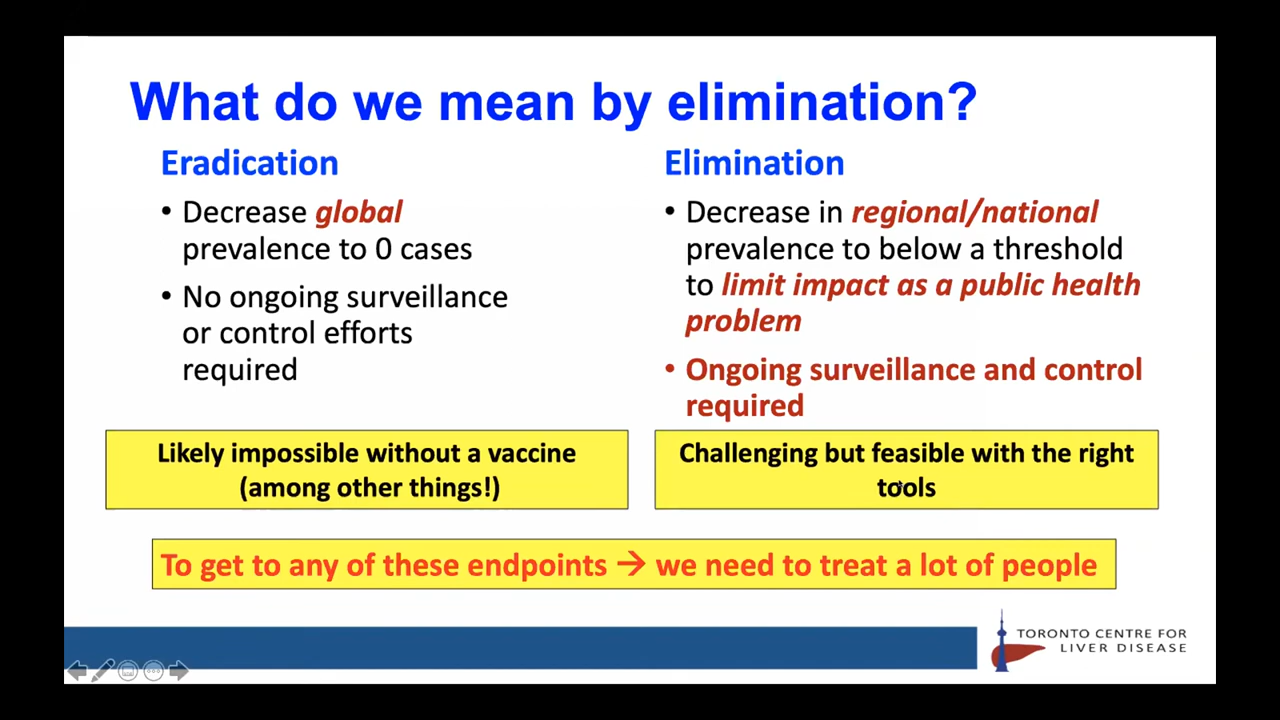 What do we mean by elimination?
Eradication
• Decrease global
prevalence to 0 cases
• No ongoing surveillance
or control efforts
required
Elimination
• Decrease in regional/national
prevalence to below a threshold
to limit impact as a public health
problem
• Ongoing surveillance and control
required
Likely impossible without a vaccine
(among other things!)
Challenging but feasible with the right
tools
To get to any of these endpoints → we need to treat a lot of people
TORONTO CENTRE FOR
LIVER DISEASE